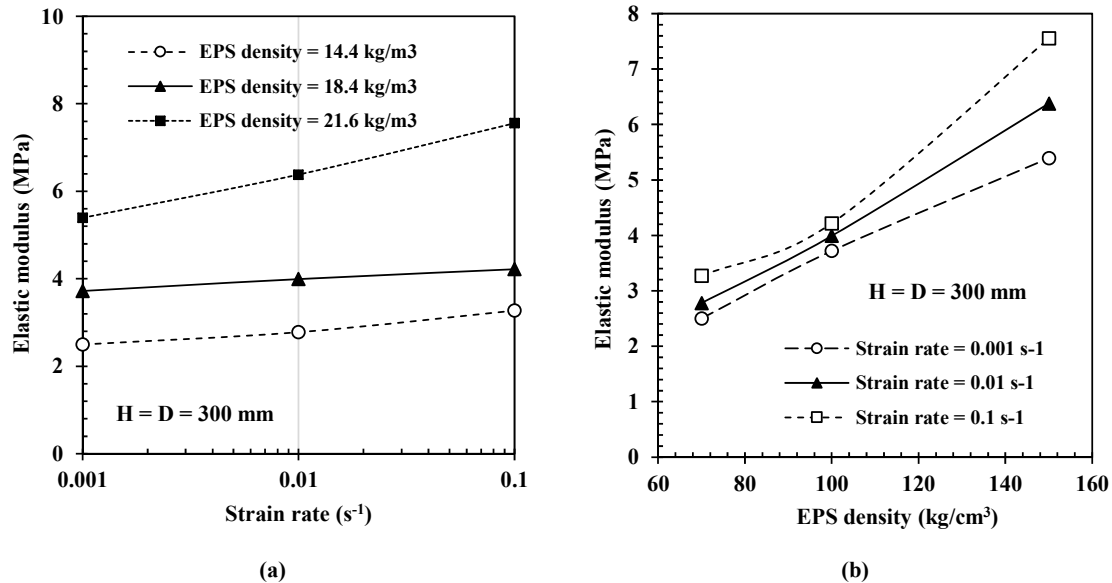 10
8
6
4
2
0
Elastic modulus (MPa)
EPS density = 14.4 kg/m3
EPS density = 18.4 kg/m3
EPS density = 21.6 kg/m3
H = D = 300 mm
0.001
0.01
0.1
Strain rate (s-1)
(a)
8
7
6
5
4
3
2
1
0
Elastic modulus (MPa)
H = D = 300 mm
Strain rate = 0.001 s-1
Strain rate = 0.01 s-1
Strain rate = 0.1 s-1
60
80
100
120
140
160
EPS density (kg/cm3)
(b)